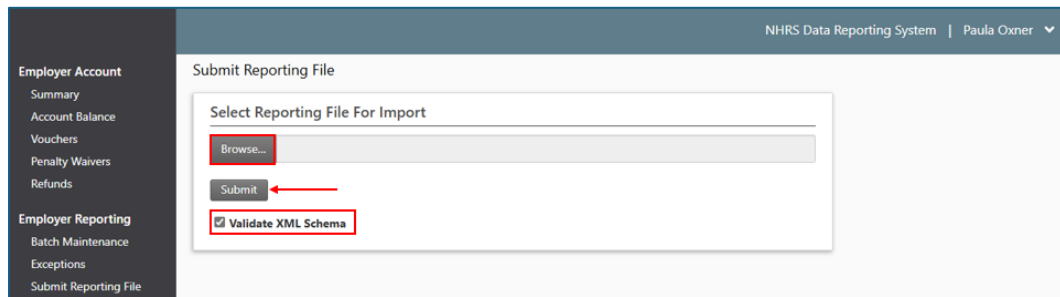 NHRS Data Reporting System | Paula Oxner
Employer Account
Summary
Account Balance
Vouchers
Penalty Waivers
Refunds
Employer Reporting
Batch Maintenance
Exceptions
Submit Reporting File
Submit Reporting File
Select Reporting File For Import
Browse...
Submit
Validate XML Schema